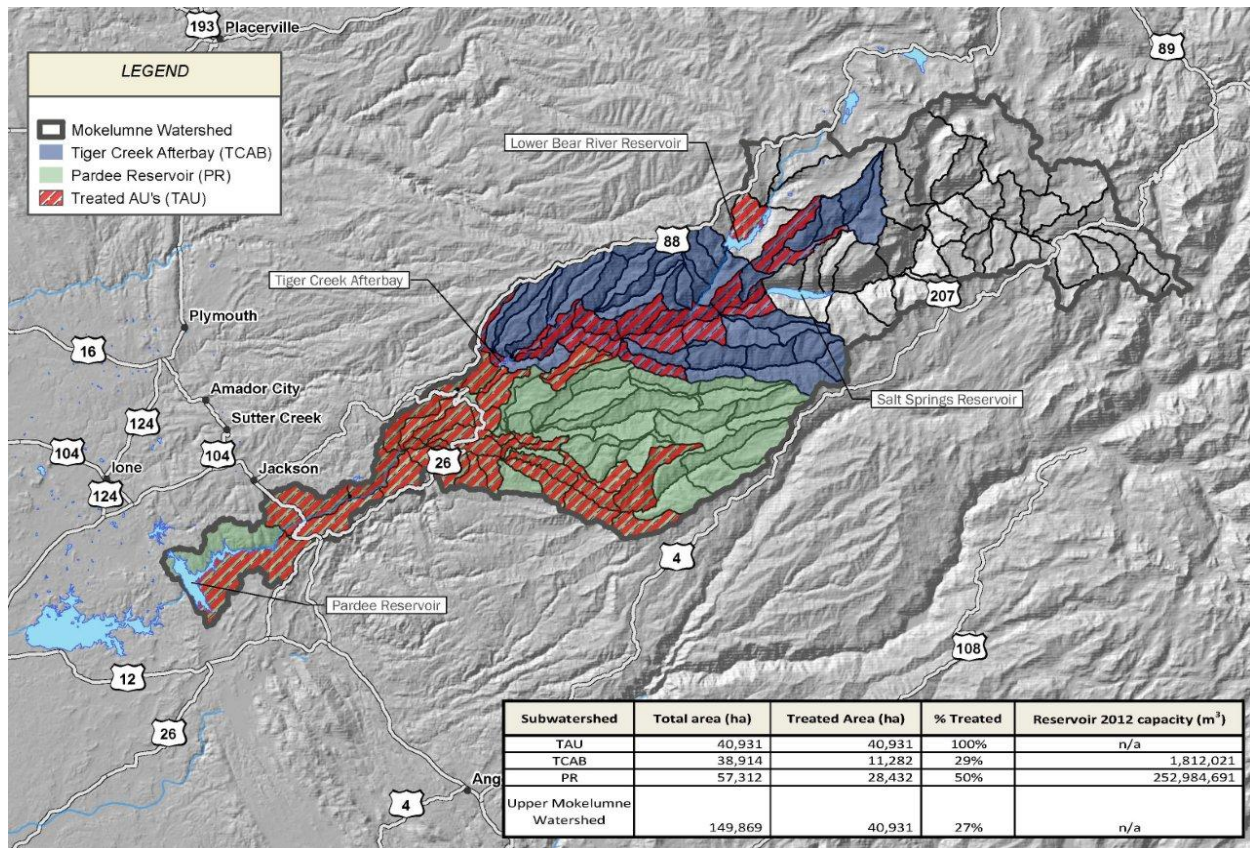 193
Placerville
LEGEND
Mokelumne Watershed
Tiger Creek Afterbay (TCAB)
Pardee Reservoir (PR)
Treated AU's (TAU)
89
Lower Bear River Reservoir
88
Tiger Creek Afterbay
207
Plymouth
16
Amador City
Salt Springs Reservoir
124
Sutter Creek
104
104
26
Ione
Jackson
124
4
Pardee Reservoir
108
12
26
Subwatershed Total area (ha) Treated Area (ha) % Treated Reservoir 2012 capacity (m³)
TAU 40,931 40,931 100% n/a
TCAB 38,914 11,282 29% 1,812,021
PR 57,312 28,432 50% 252,984,691
Upper Mokelumne
Watershed 149,869 40,931 27% n/a
Ang
4